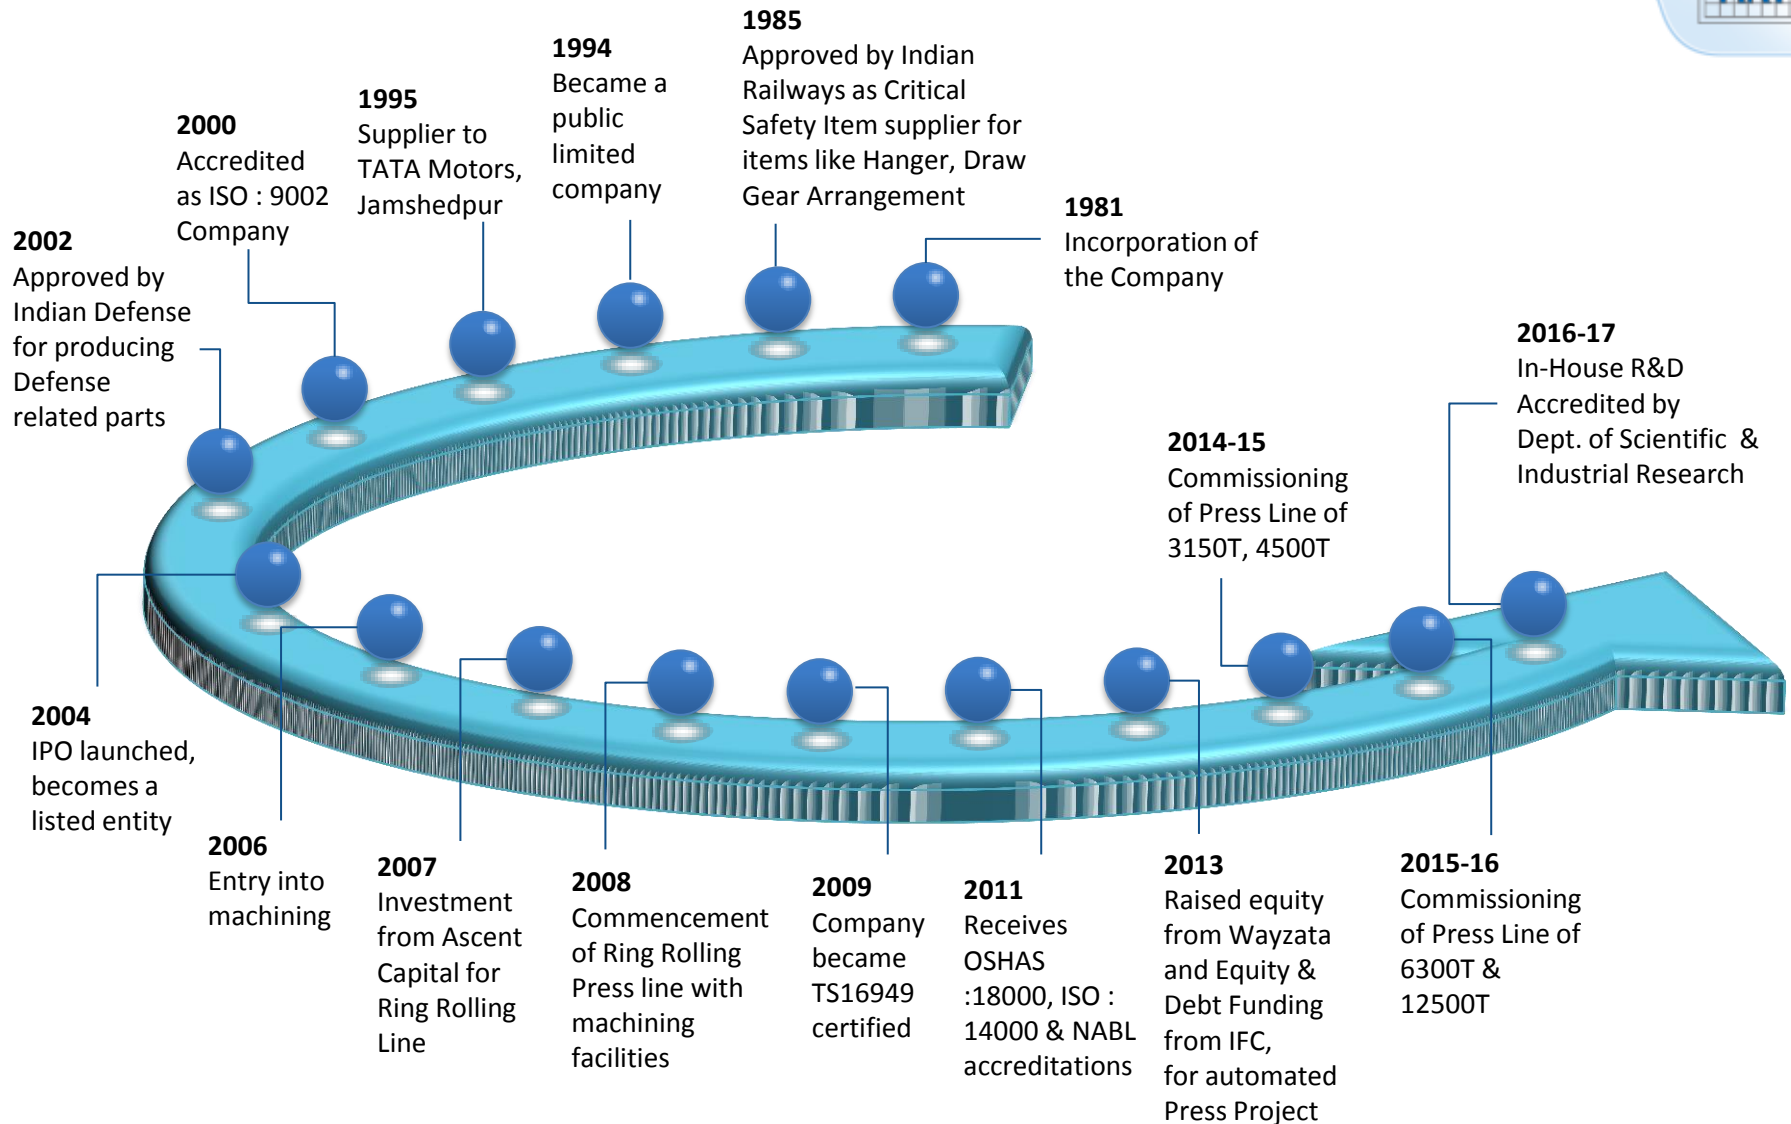 1985
Approved by Indian
Railways as Critical
Safety Item supplier for
items like Hanger, Draw
Gear Arrangement
1994
Became a
public
limited
company
1995
Supplier to
TATA Motors,
Jamshedpur
2000
Accredited
as ISO : 9002
Company
1981
Incorporation of
the Company
2002
Approved by
Indian Defense
for producing
Defense
related parts
2016-17
In-House R&D
Accredited by
Dept. of Scientific &
Industrial Research
2014-15
Commissioning
of Press Line of
3150T, 4500T
2004
IPO launched,
becomes a
listed entity
2006
Entry into
machining
2007
Investment
from Ascent
Capital for
Ring Rolling
Line
2008
Commencement
of Ring Rolling
Press line with
machining
facilities
2009
Company
became
TS16949
certified
2011
Receives
OSHAS
:18000, ISO :
14000 & NABL
accreditations
2013
Raised equity
from Wayzata
and Equity &
Debt Funding
from IFC,
for automated
Press Project
2015-16
Commissioning
of Press Line of
6300T &
12500T